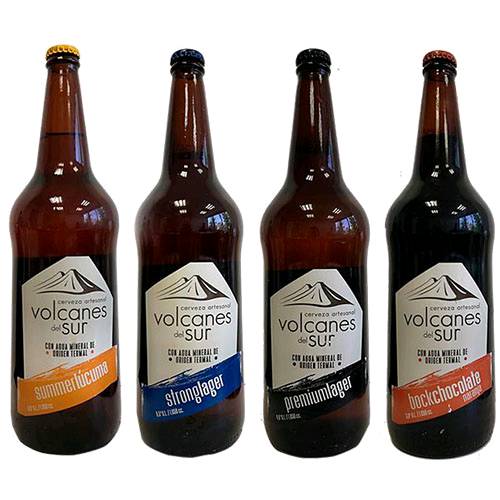 cerveza artesanal
volcanes
del sur
CON AGUA MINERAL DE
ORIGEN TERMAL
summerlúcuma
cerveza artesanal
volcanes
del sur
CON AGUA MINERAL DE
ORIGEN TERMAL
stronglager
cerveza artesanal
volcanes
del sur
CON AGUA MINERAL DE
ORIGEN TERMAL
premiumlager
cerveza artesanal
volcanes
del sur
CON AGUA MINERAL DE
ORIGEN TERMAL
bockchocolate
naranja